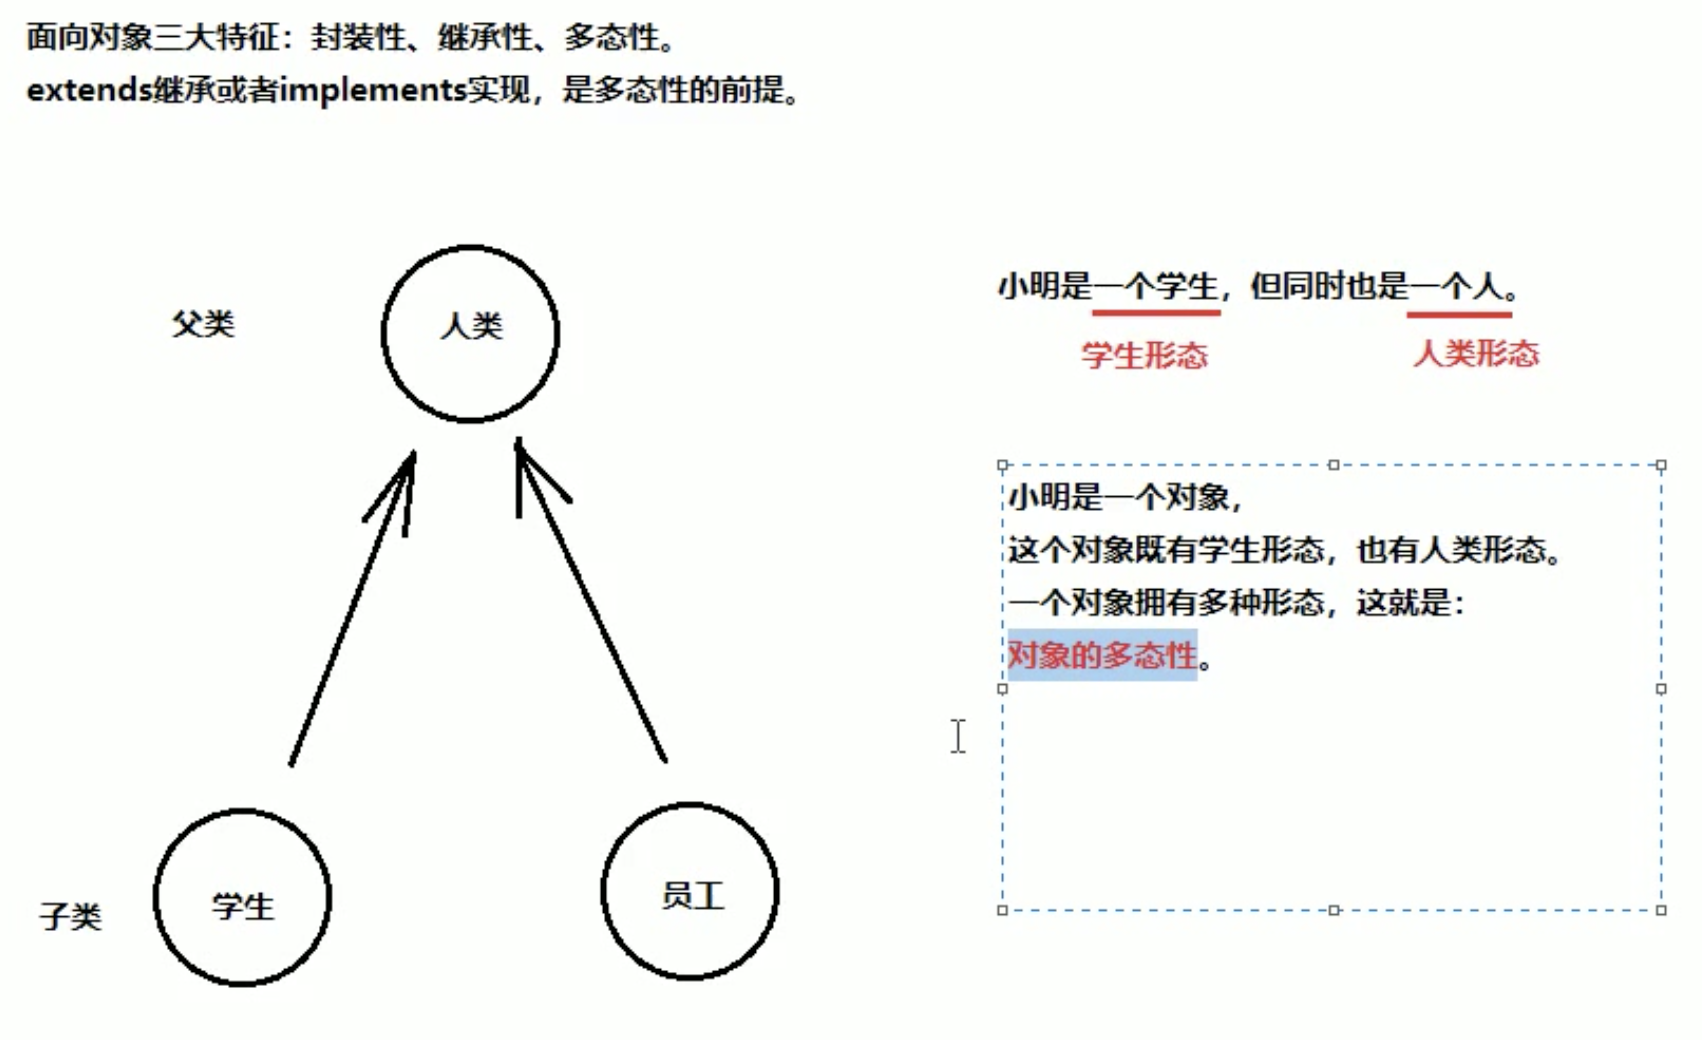 面向对象三大特征：封装性、继承性、多态性。
extends继承或者implements实现，是多态性的前提。
父类
人类
子类
学生
员工
小明是一个学生，但同时也是一个人。
学生形态
人类形态
小明是一个对象，
这个对象既有学生形态，也有人类形态。
一个对象拥有多种形态，这就是：
对象的多态性。